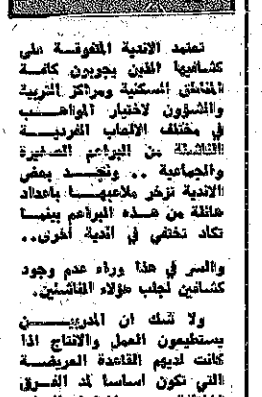 تعتمد الاندية المتفوقة على
كشافيها الذين يجوبون كافة
المناطق السكنية ومراكز التربية
والشؤون لاختيار المواهب
في مختلف الالعاب الفردية
الناشئة من البراعم الصغيرة
والجماعية .. ونجد بعض
الاندية تزخر ملاعبها باعداد
هائلة من هذه البراعم بينما
تكاد تختفي في اندية اخرى..
والسر في هذا وراء عدم وجود
كشافين لجلب هؤلاء الناشئين.
ولا شك ان المدربين
يستطيعون العمل والانتاج اذا
كانت لديهم القاعدة العريضة
التي تكون اساسا لمد الفرق